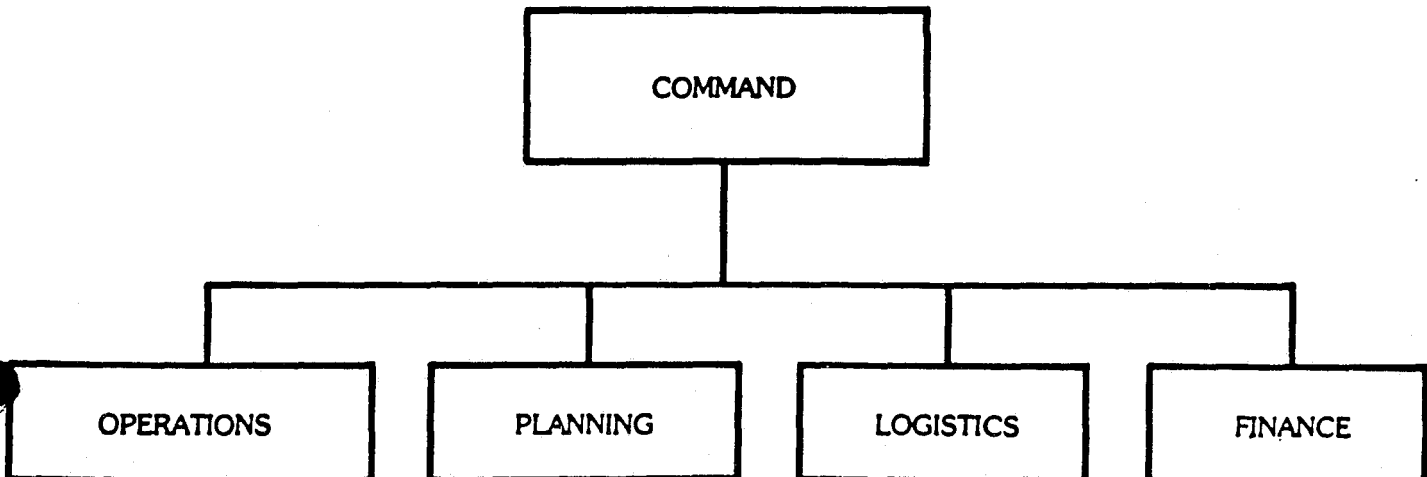 COMMAND
OPERATIONS
PLANNING
LOGISTICS
FINANCE